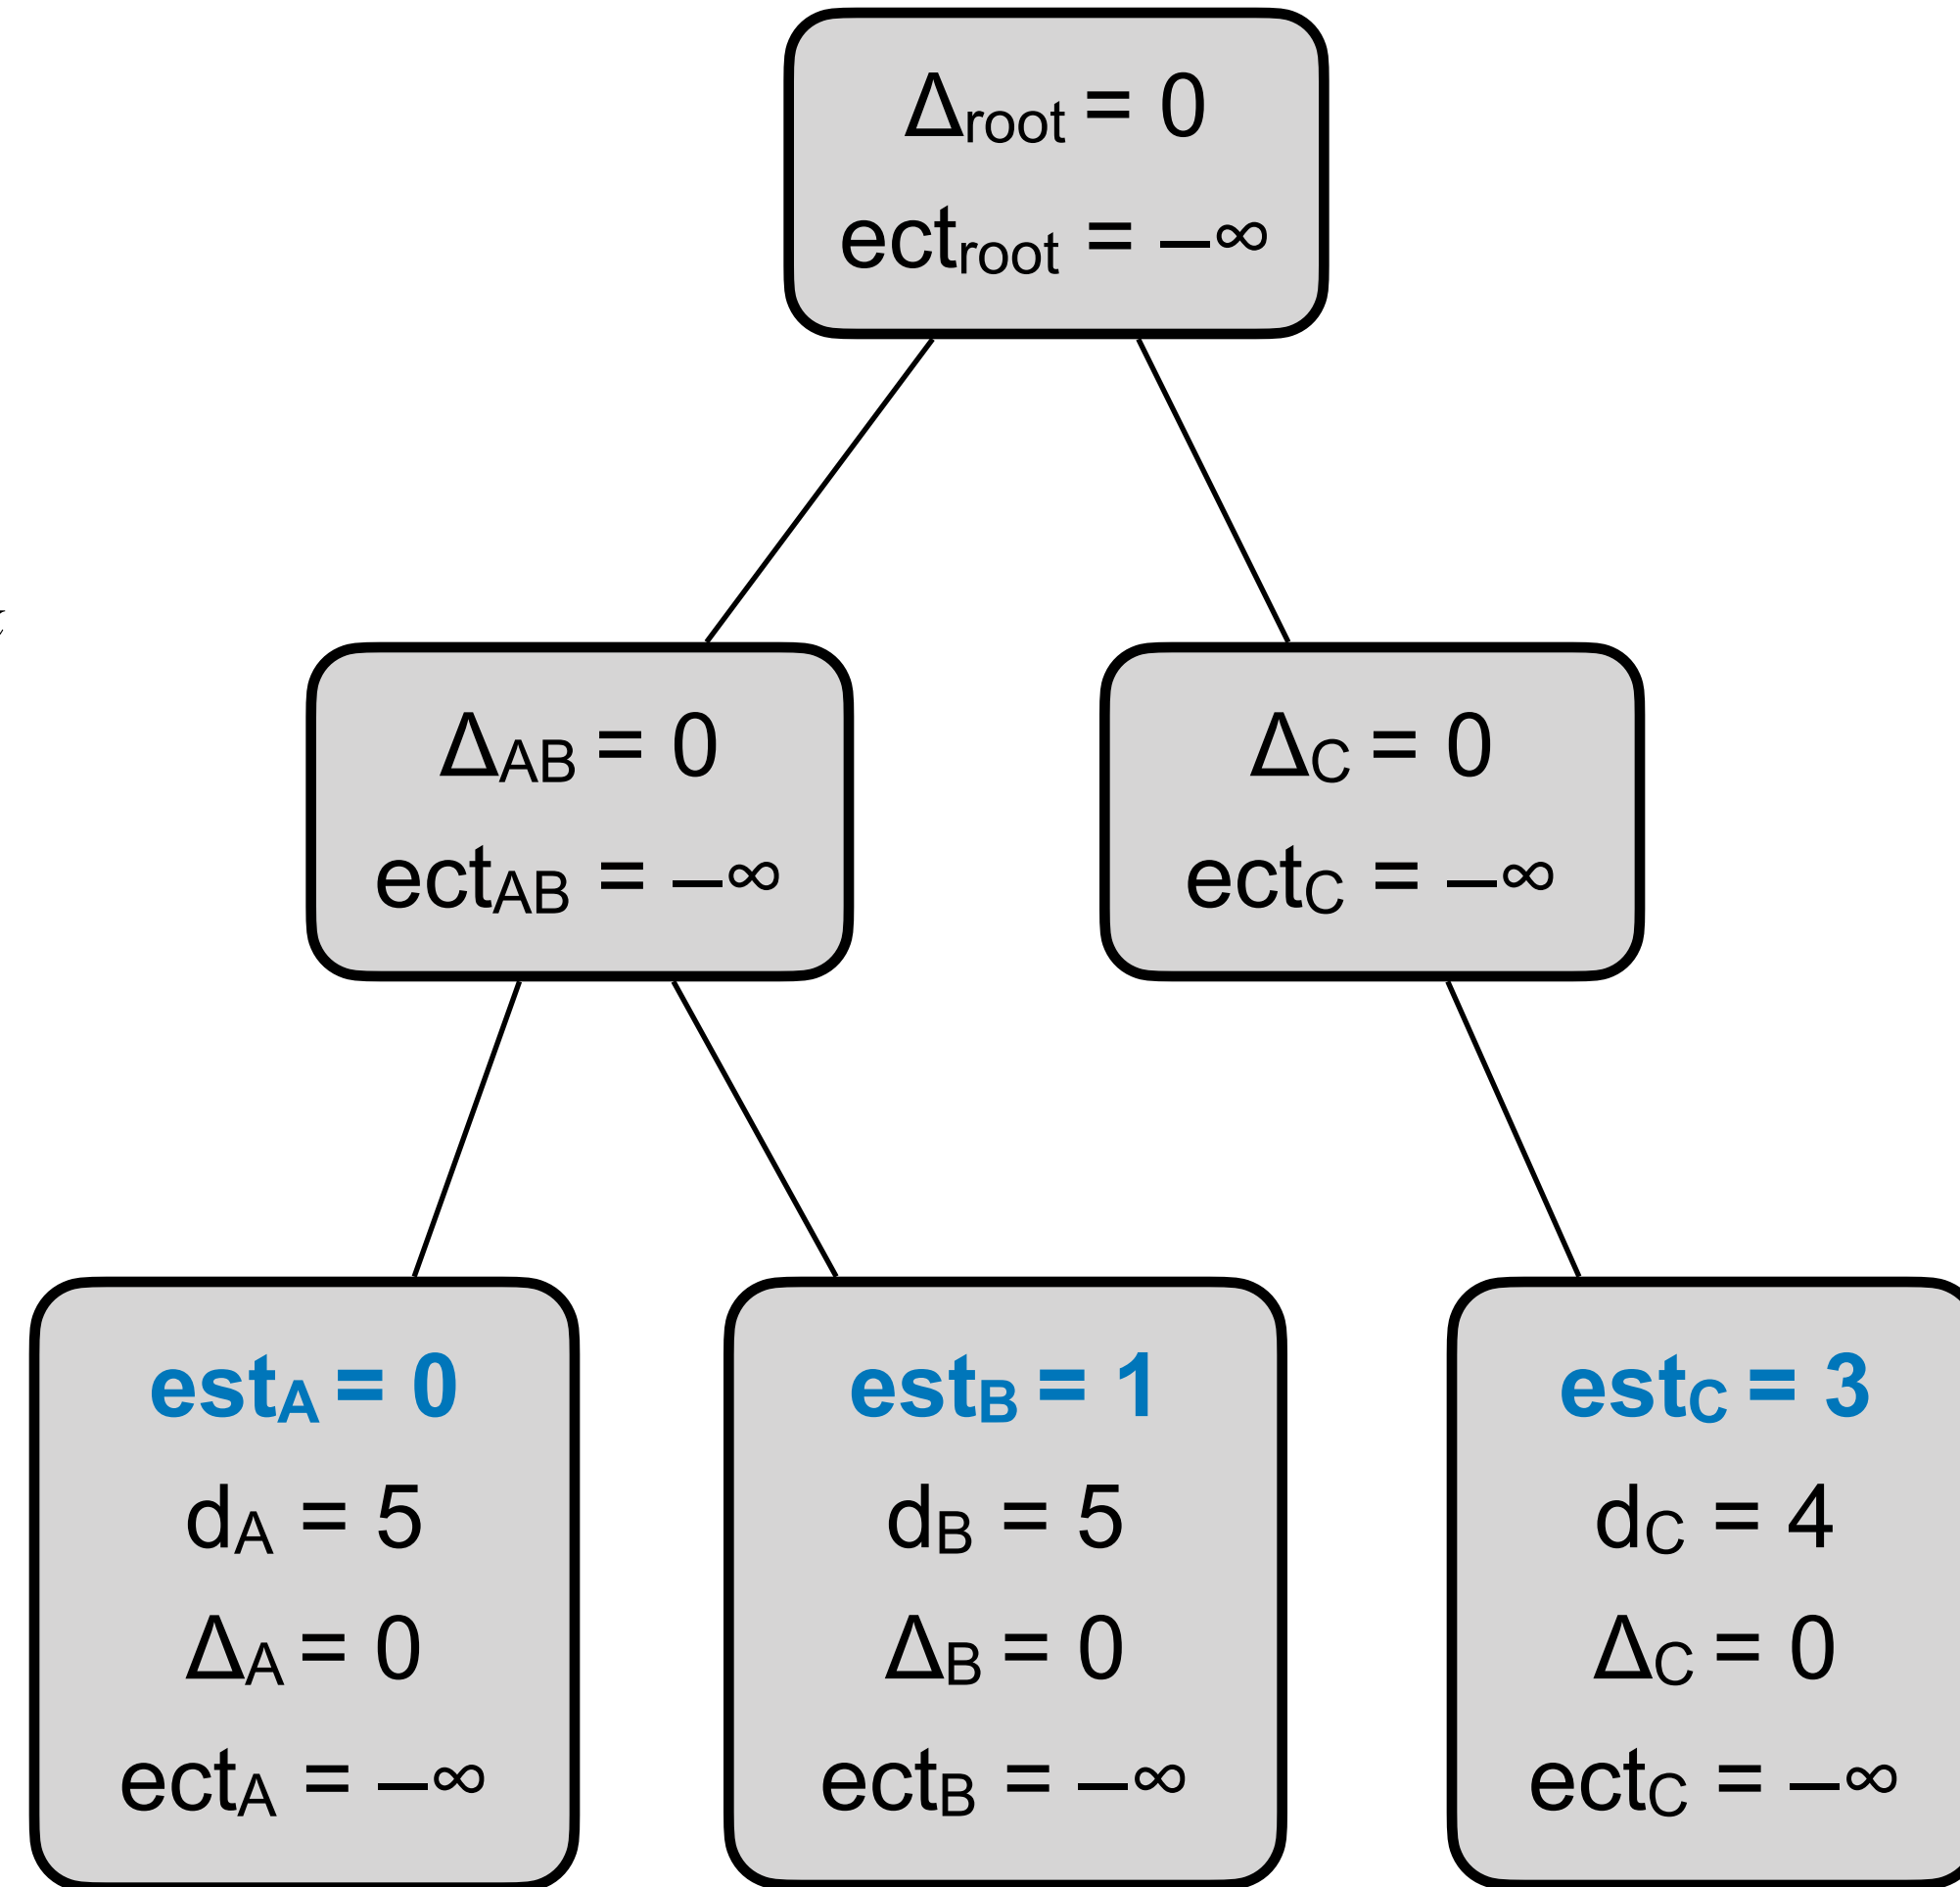 Δroot = 0
ectroot = –∞
ΔAB = 0
ectAB = –∞
ΔC = 0
ectC = –∞
estA = 0
dA = 5
ΔA = 0
ectA = –∞
estB = 1
dB = 5
ΔB = 0
ectB = –∞
estC = 3
dC = 4
ΔC = 0
ectC = –∞